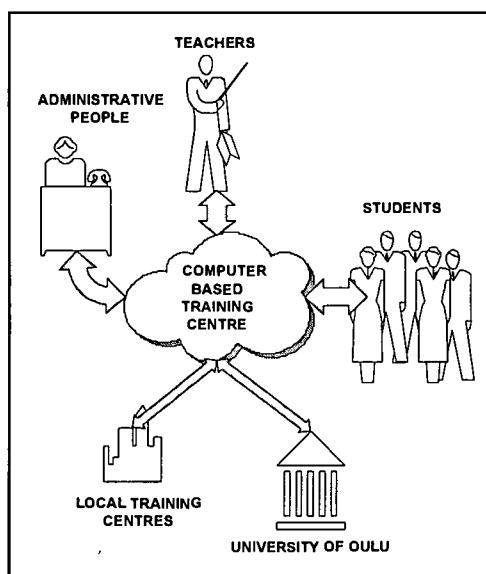 TEACHERS
ADMINISTRATIVE
PEOPLE
STUDENTS
COMPUTER
BASED
TRAINING
CENTRE
LOCAL TRAINING
CENTRES
UNIVERSITY OF OULU